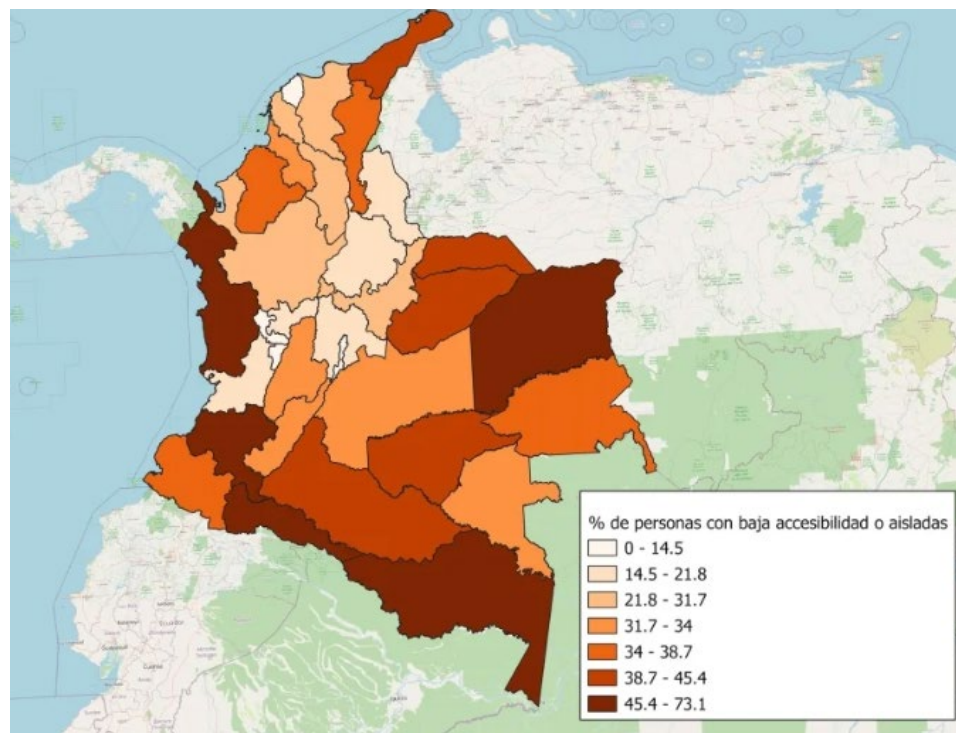 % de personas con baja accesibilidad o aisladas
0 - 14.5
14.5 - 21.8
21.8 - 31.7
31.7 - 34
34 - 38.7
38.7 - 45.4
45.4 - 73.1